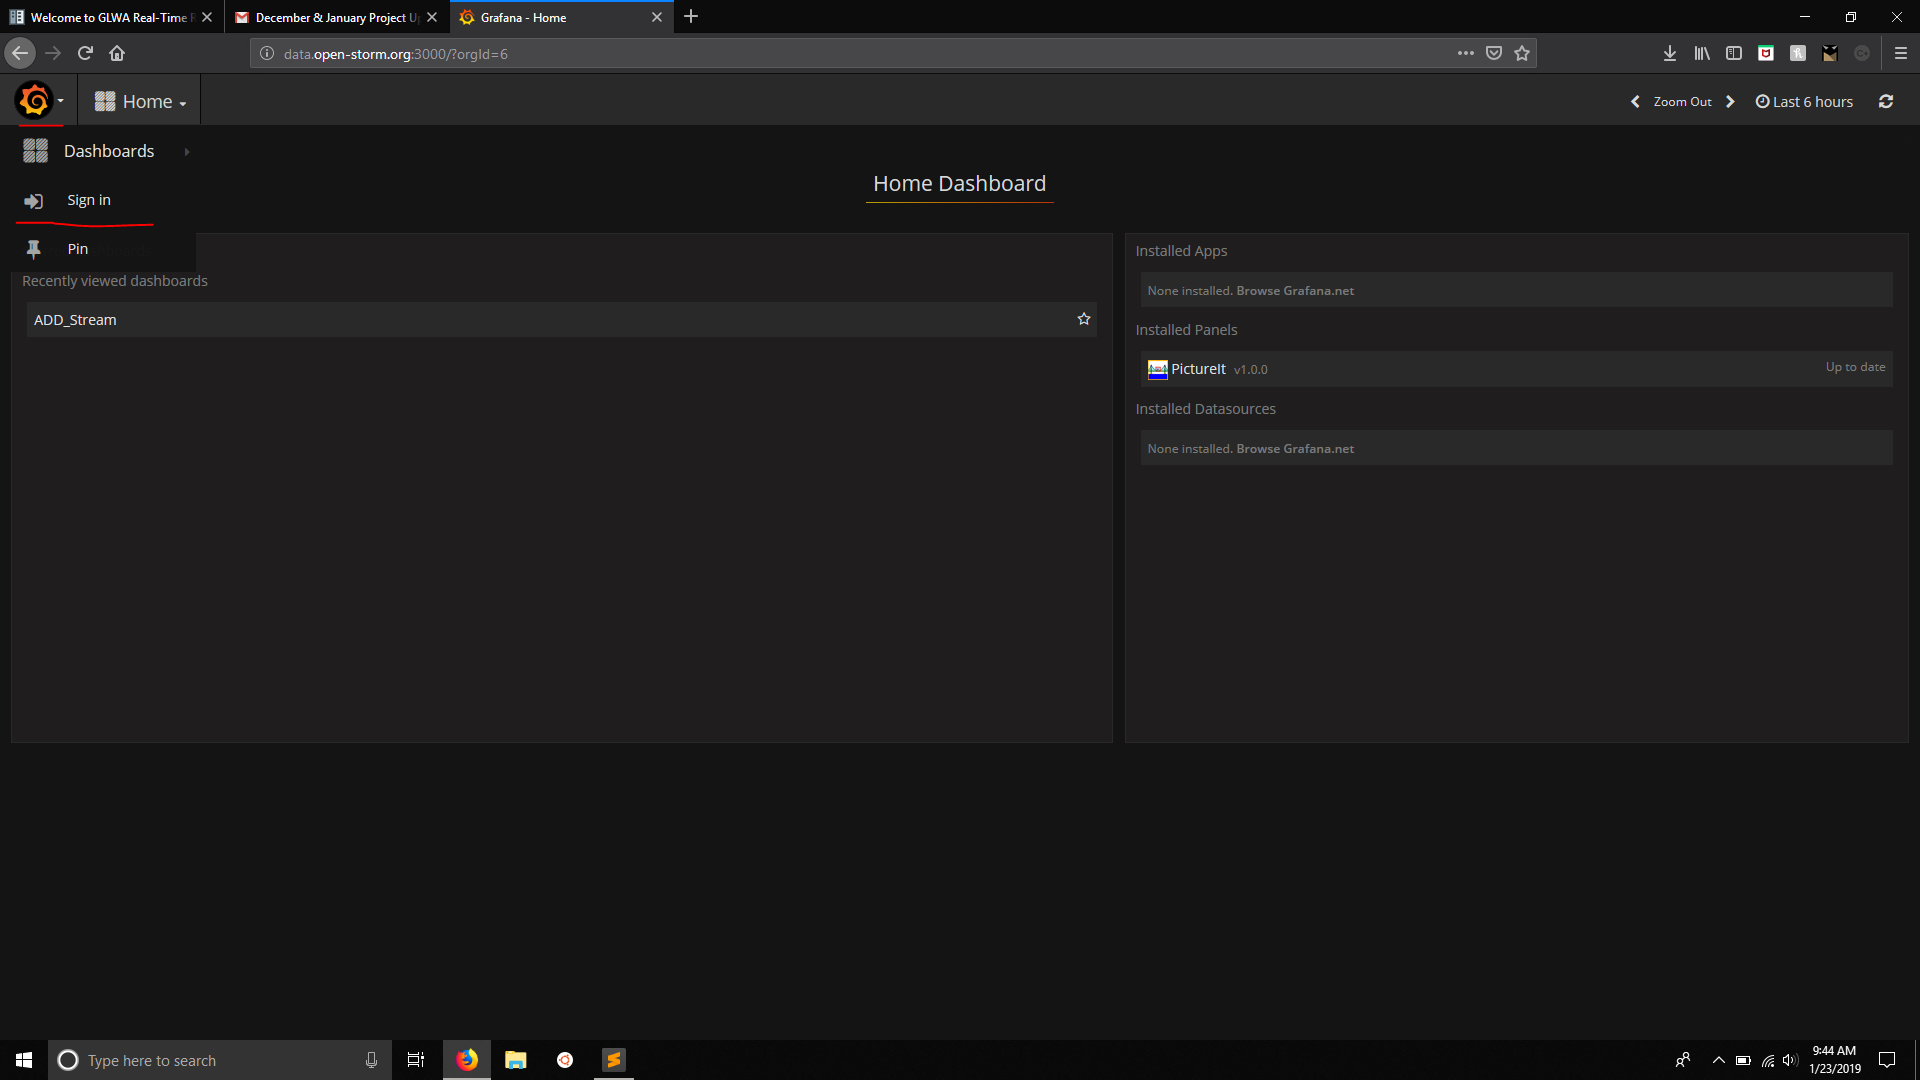 Welcome to GLWA Real-Time
December & January Project
Grafana - Home
data.open-storm.org:3000/?orgId=6
Home
Zoom Out
Last 6 hours
Dashboards
Sign in
Pin
Home Dashboard
Recently viewed dashboards
ADD_Stream
Installed Apps
None installed. Browse Grafana.net
Installed Panels
PictureIt v1.0.0
Up to date
Installed Datasources
None installed. Browse Grafana.net
Type here to search
9:44 AM
1/23/2019